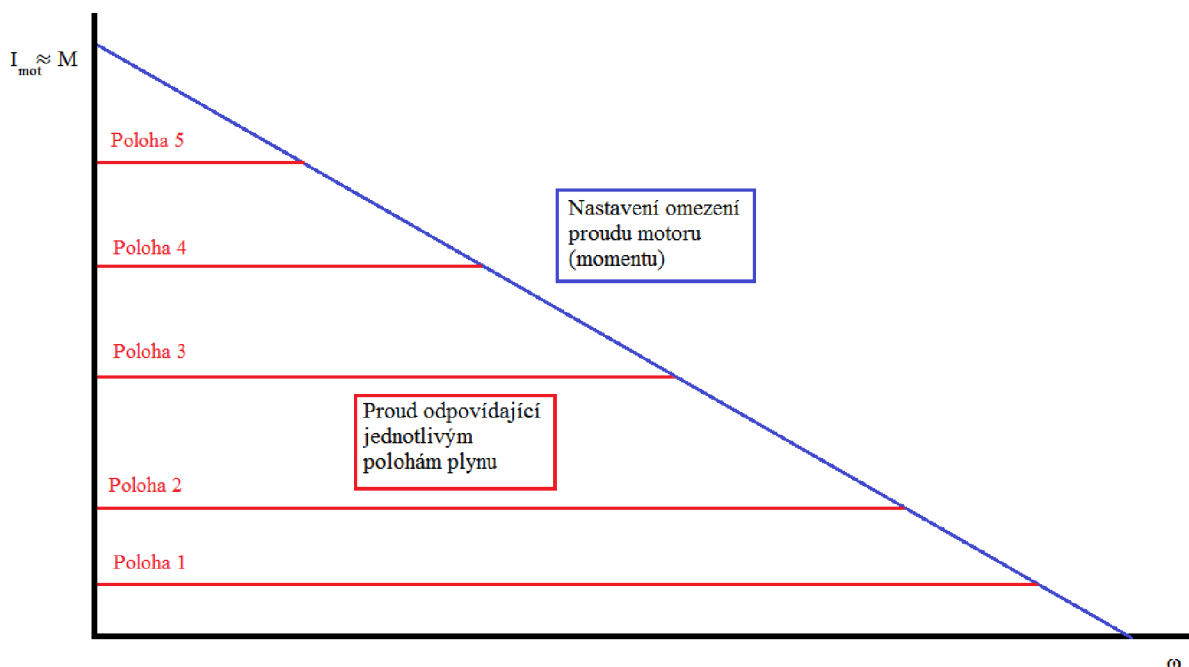 I_mot ≈ M
Poloha 5
Nastavení omezení
proudu motoru
(momentu)
Poloha 4
Poloha 3
Proud odpovídající
jednotlivým
polohám plynu
Poloha 2
Poloha 1